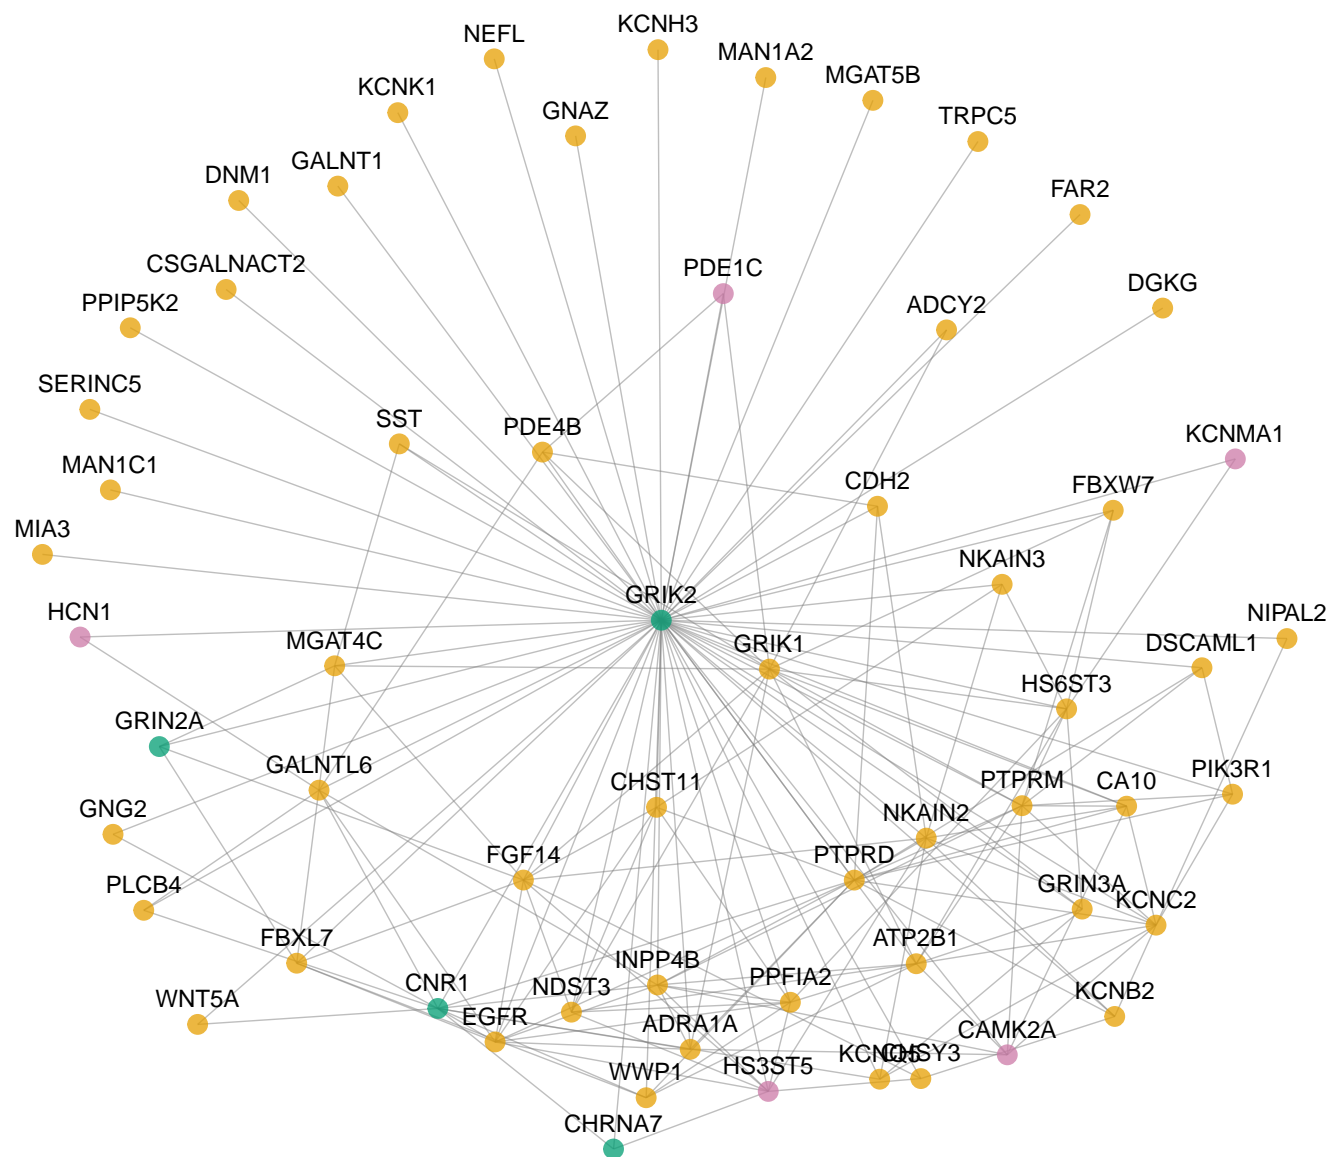 KCNH3
NEFL
MAN1A2
MGAT5B
KCNK1
GNAZ
TRPC5
GALNT1
DNM1
FAR2
CSGALNACT2
PDE1C
DGKG
PPIP5K2
ADCY2
SERINC5
SST
PDE4B
KCNMA1
MAN1C1
CDH2
FBXW7
MIA3
NKAIN3
GRIK2
HCN1
NIPAL2
MGAT4C
GRIK1
DSCAML1
HS6ST3
GRIN2A
GALNTL6
CHST11
PTPRM
CA10
PIK3R1
GNG2
NKAIN2
FGF14
PTPRD
PLCB4
GRIN3A
KCNC2
FBXL7
ATP2B1
INPP4B
PPFIA2
CNR1
NDST3
WNT5A
KCNB2
EGFR
ADRA1A
CAMK2A
WWP1
HS3ST5
KCNQ5
CHSY3
CHRNA7